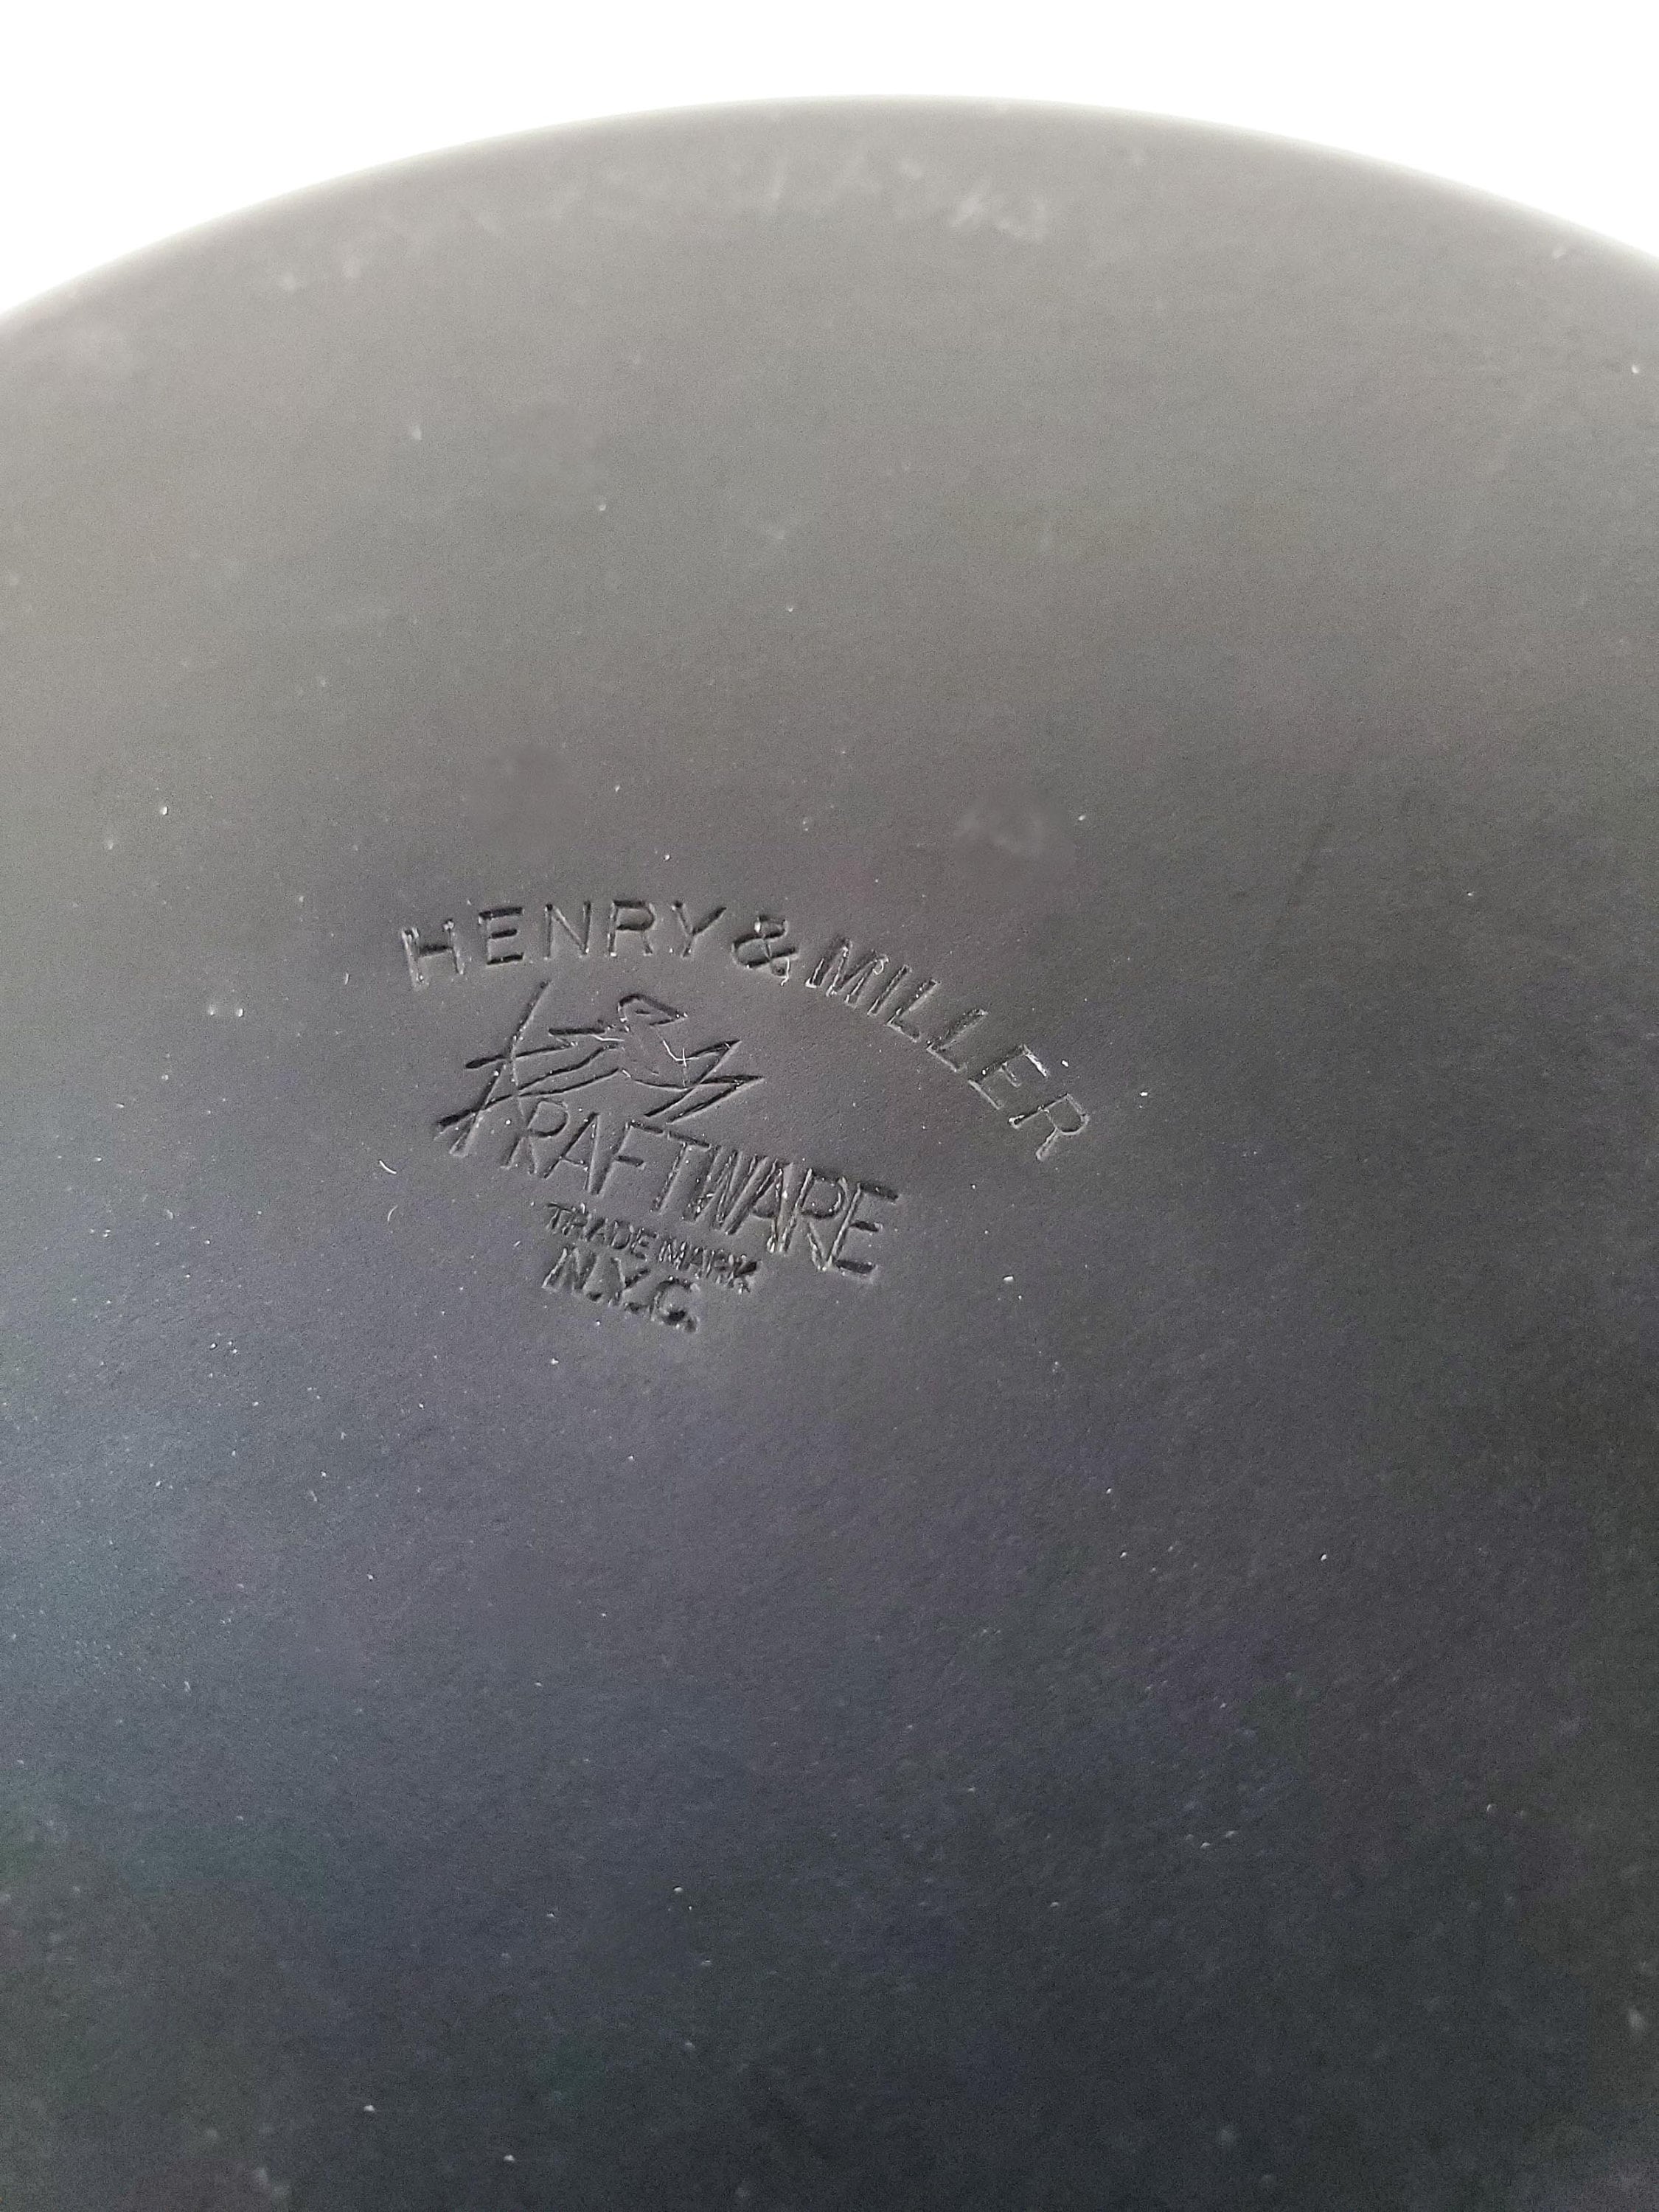 HENRY & MILLER
KRAFTWARE
TRADE MARK
N.Y.C.